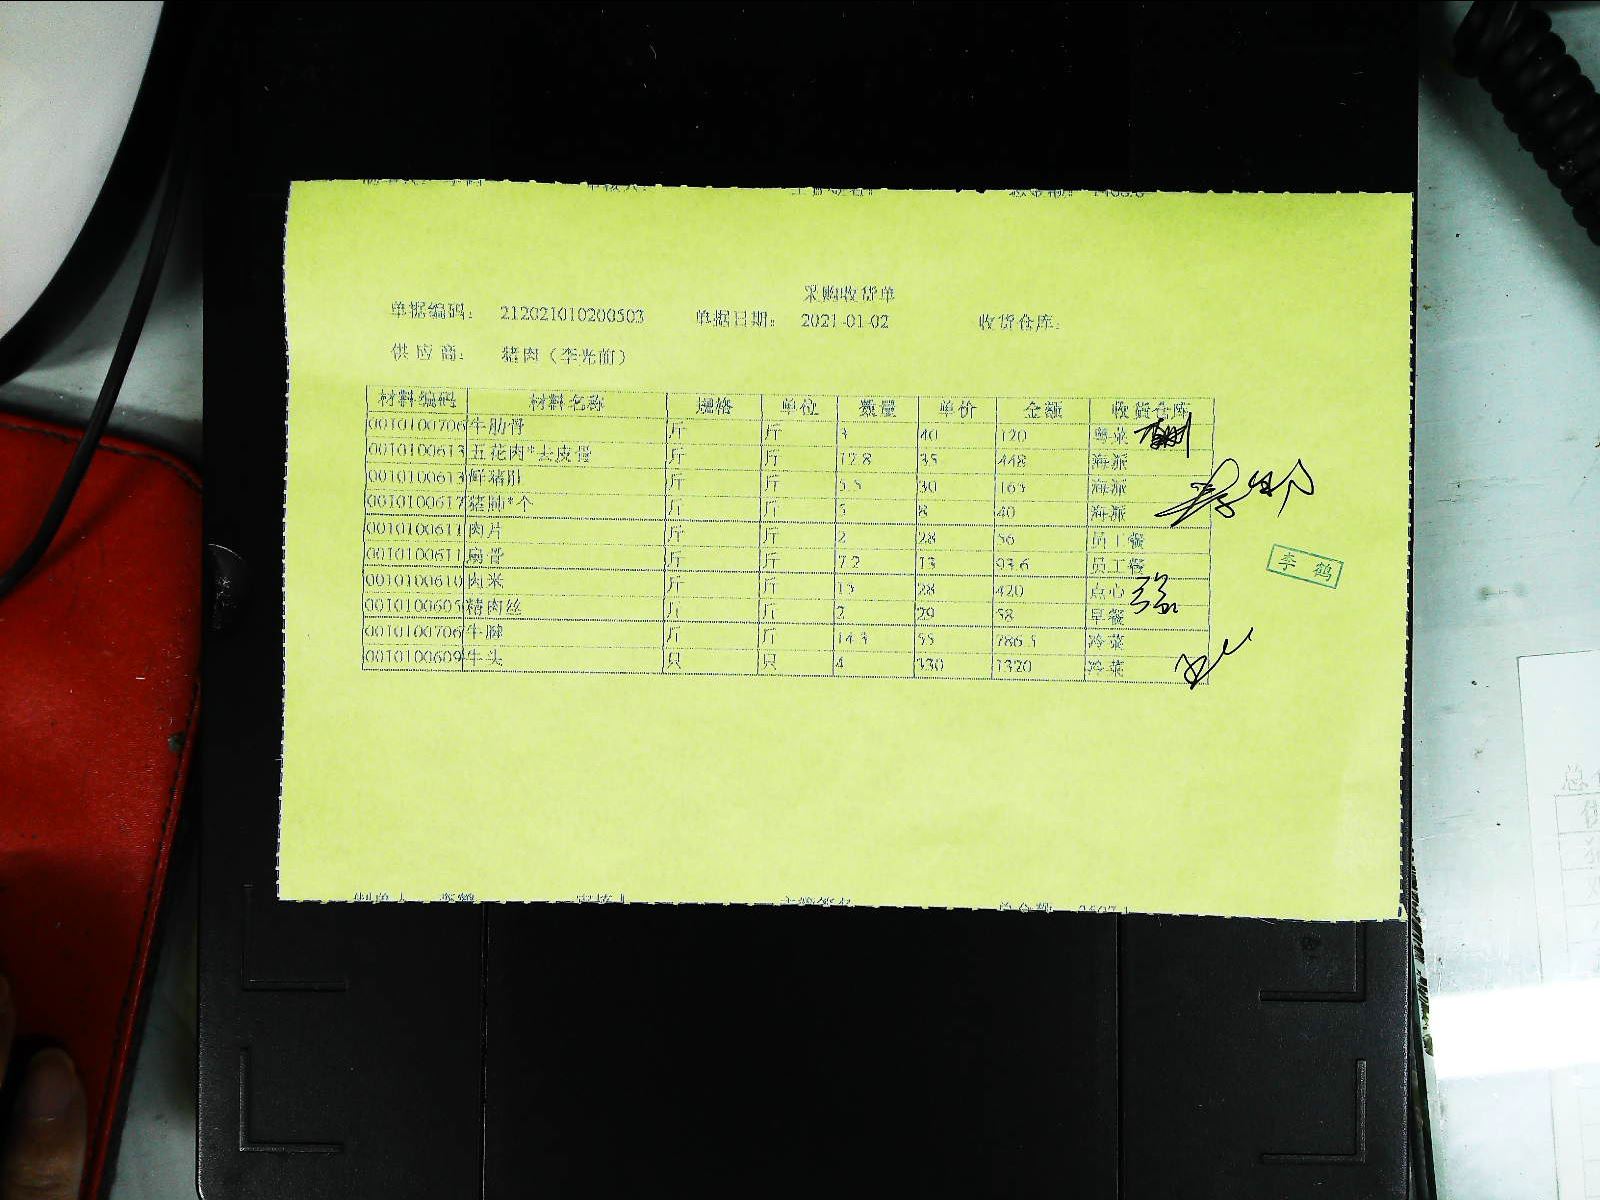 采购收货单
单据编码： 212021010200503 单据日期： 2021-01-02 收货仓库：
供应商： 猪肉（李光前）
材料编码 材料名称 规格 单位 数量 单价 金额 收货仓库
0010100706 牛肋骨 斤 斤 3 40 120 粤菜
0010100613 五花肉*去皮骨 斤 斤 12.8 35 448 海派
0010100613 鲜猪肚 斤 斤 5.5 30 165 海派
0010100617 猪肺*个 斤 斤 5 8 40 海派
0010100611 肉片 斤 斤 2 28 56 员工餐
0010100611 扇骨 斤 斤 7.2 13 93.6 员工餐
0010100610 肉米 斤 斤 15 28 420 点心
0010100605 精肉丝 斤 斤 2 29 58 早餐
0010100706 牛腱 斤 斤 14.3 55 786.5 冷菜
0010100609 牛头 只 只 4 330 1320 冷菜
李鹤